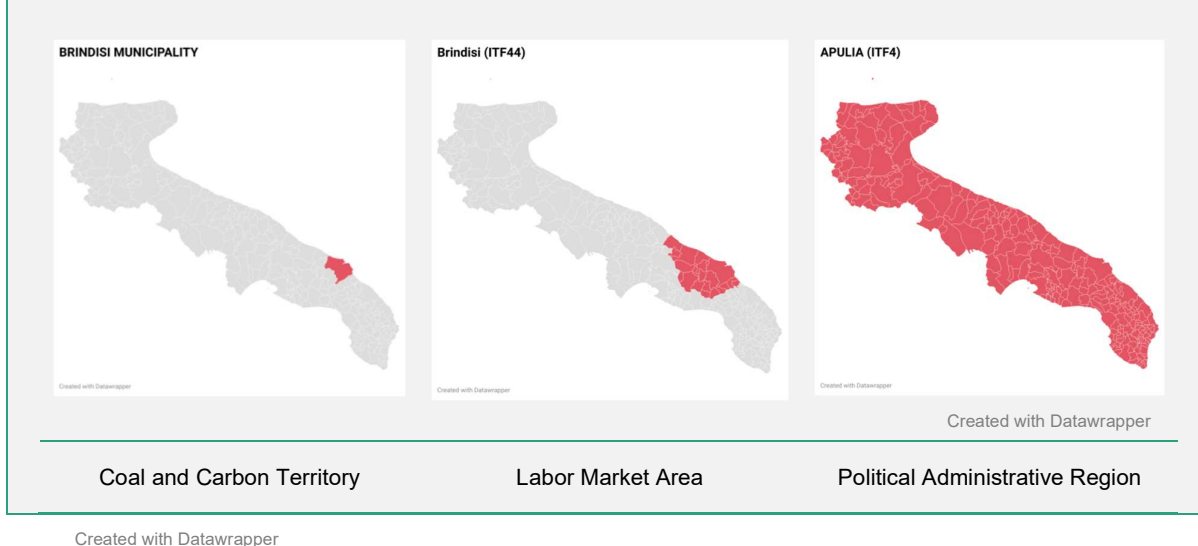 BRINDISI MUNICIPALITY
Brindisi (ITF44)
APULIA (ITF4)
Created with Datawrapper
Created with Datawrapper
Created with Datawrapper
Created with Datawrapper
Coal and Carbon Territory
Labor Market Area
Political Administrative Region
Created with Datawrapper